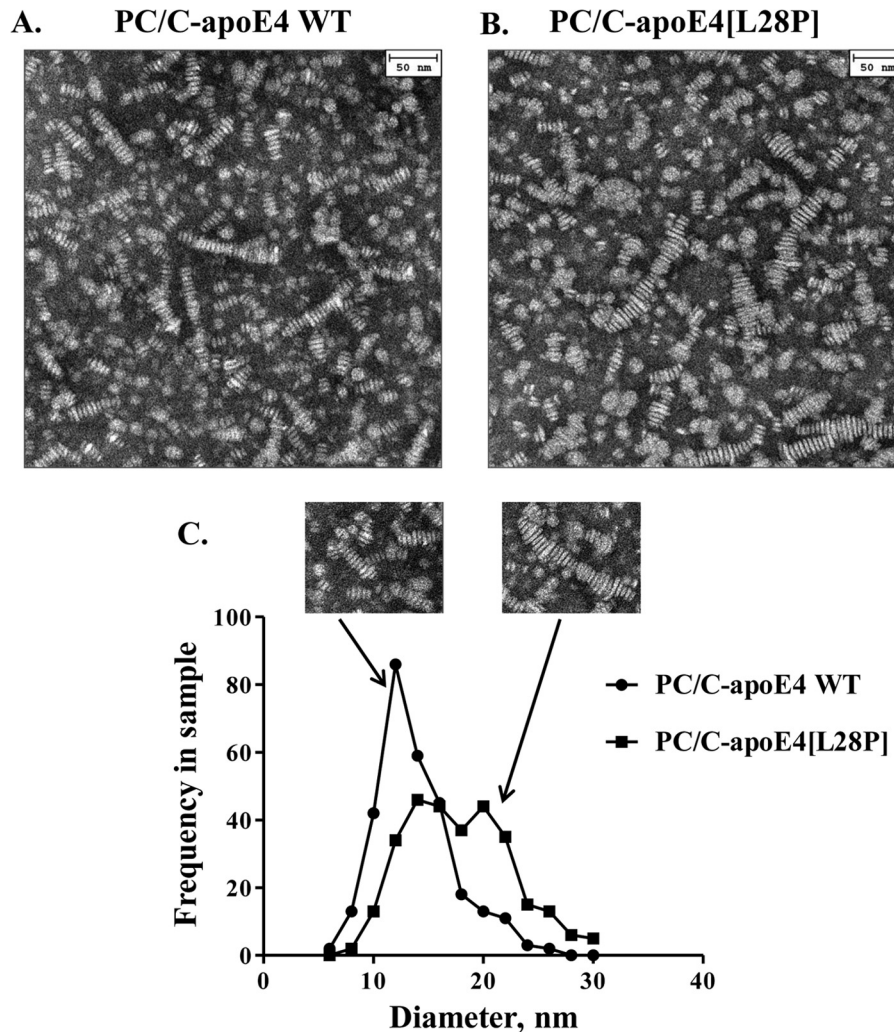 A. PC/C-apoE4 WT
B. PC/C-apoE4[L28P]
50 nm
50 nm
C.
100
80
60
40
20
0
Frequency in sample
PC/C-apoE4 WT
PC/C-apoE4[L28P]
0 10 20 30 40
Diameter, nm